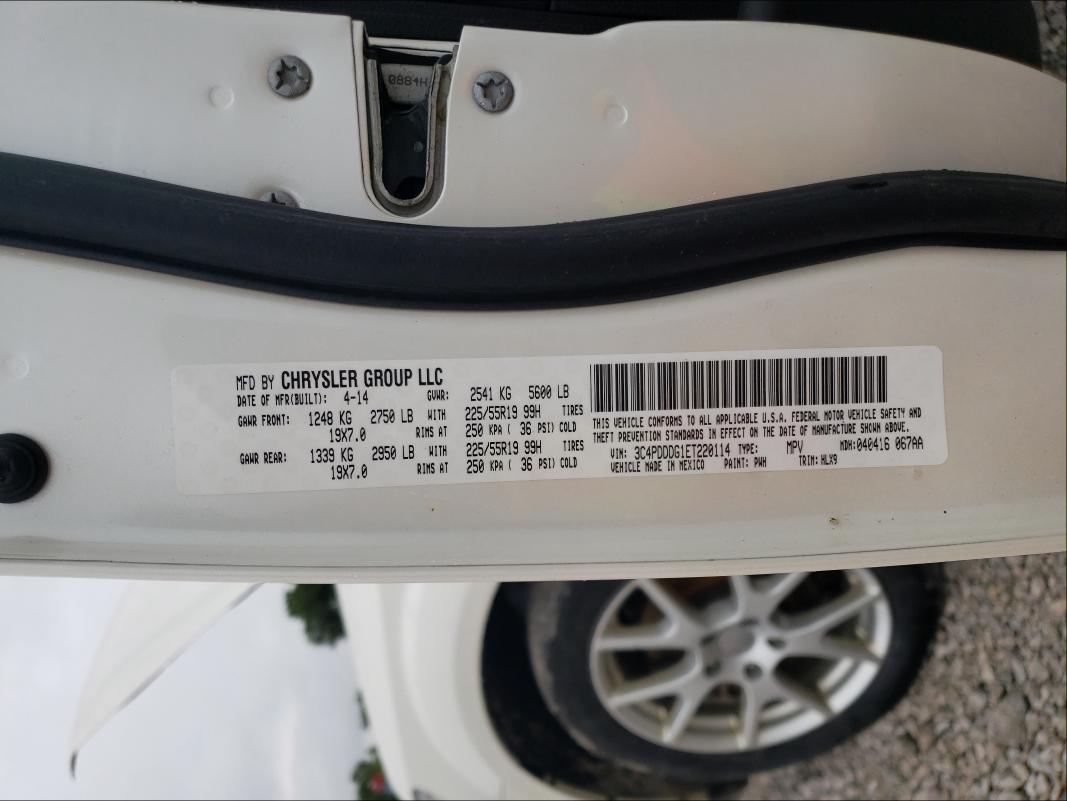 0884H
MFD BY CHRYSLER GROUP LLC
DATE OF MFR(BUILT): 4-14 GVWR: 2541 KG 5600 LB
GAWR FRONT: 1248 KG 2750 LB WITH 225/55R19 99H TIRES
19X7.0 RIMS AT 250 KPA ( 36 PSI) COLD
GAWR REAR: 1339 KG 2950 LB WITH 225/55R19 99H TIRES
19X7.0 RIMS AT 250 KPA ( 36 PSI) COLD
THIS VEHICLE CONFORMS TO ALL APPLICABLE U.S.A. FEDERAL MOTOR VEHICLE SAFETY AND
THEFT PREVENTION STANDARDS IN EFFECT ON THE DATE OF MANUFACTURE SHOWN ABOVE.
VIN: 3C4PDDDG1ET220114 TYPE: MPV MDH: 040416 067AA
VEHICLE MADE IN MEXICO PAINT: PWH TRIM: HLX9